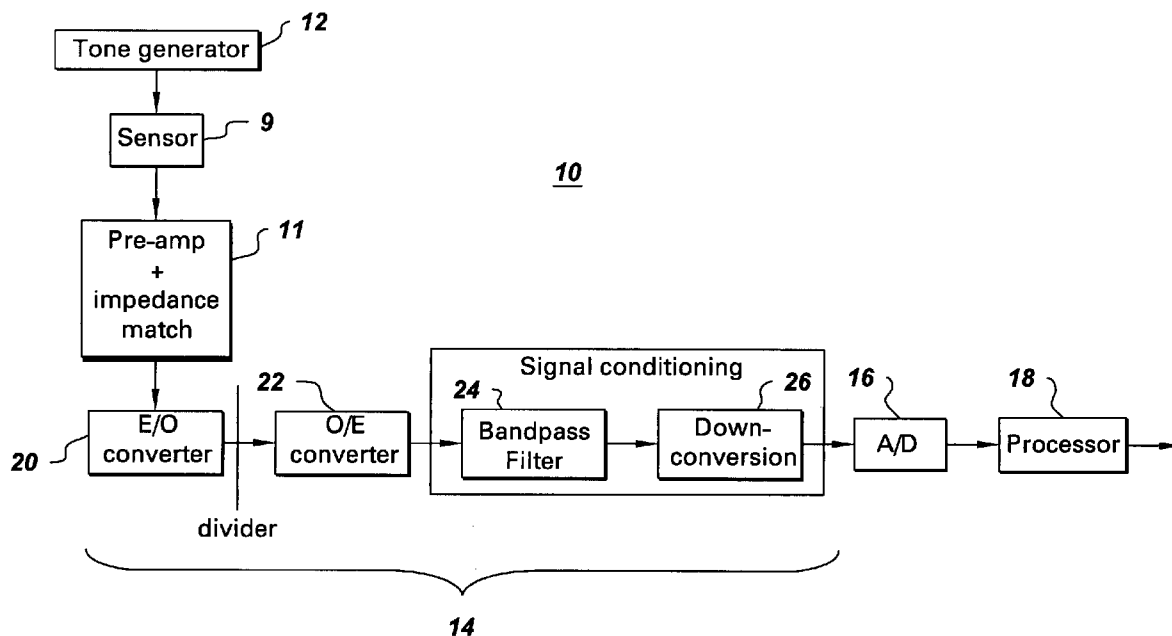 12
Tone generator
9
Sensor
10
11
Pre-amp
+
impedance
match
Signal conditioning
22
24
26
16
18
20
E/O
converter
O/E
converter
Bandpass
Filter
Down-
conversion
A/D
Processor
divider
14